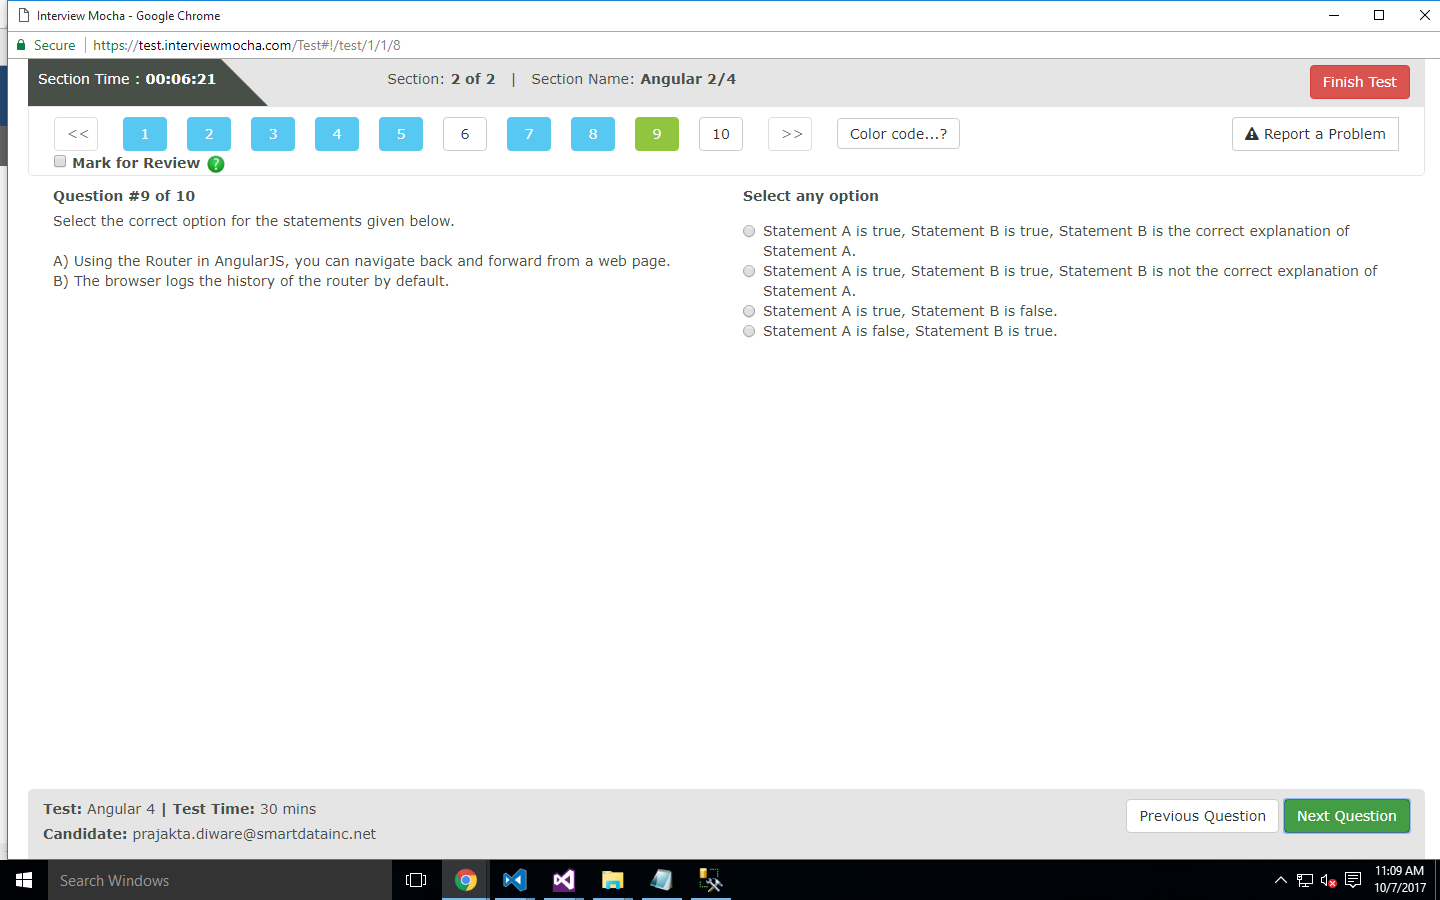 Interview Mocha - Google Chrome
Secure | https://test.interviewmocha.com/Test#!/test/1/1/8
Section Time : 00:06:21
Section: 2 of 2 | Section Name: Angular 2/4
Finish Test
<< 1 2 3 4 5 6 7 8 9 10 >> Color code...? Report a Problem
Mark for Review ?
Question #9 of 10
Select the correct option for the statements given below.
A) Using the Router in AngularJS, you can navigate back and forward from a web page.
B) The browser logs the history of the router by default.
Select any option
Statement A is true, Statement B is true, Statement B is the correct explanation of
Statement A.
Statement A is true, Statement B is true, Statement B is not the correct explanation of
Statement A.
Statement A is true, Statement B is false.
Statement A is false, Statement B is true.
Test: Angular 4 | Test Time: 30 mins
Candidate: prajakta.diware@smartdatainc.net
Previous Question Next Question
Search Windows
11:09 AM
10/7/2017